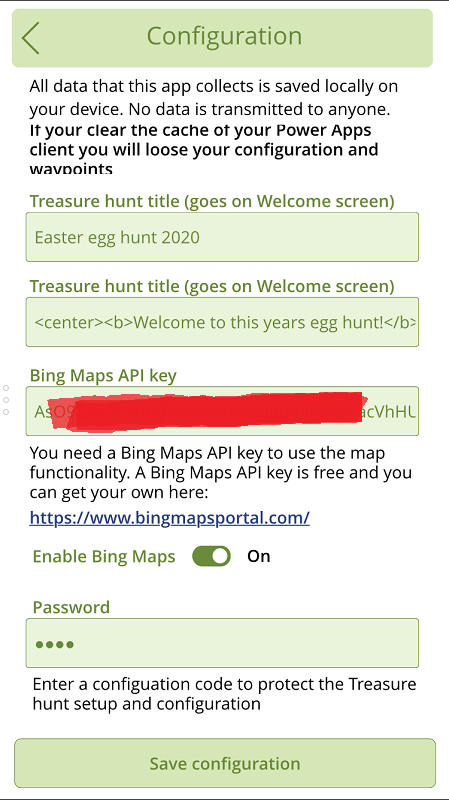 Configuration
All data that this app collects is saved locally on
your device. No data is transmitted to anyone.
If your clear the cache of your Power Apps
client you will loose your configuration and
waypoints
Treasure hunt title (goes on Welcome screen)
Easter egg hunt 2020
Treasure hunt title (goes on Welcome screen)
<center><b>Welcome to this years egg hunt!</b>
Bing Maps API key
You need a Bing Maps API key to use the map
functionality. A Bing Maps API key is free and you
can get your own here:
https://www.bingmapsportal.com/
Enable Bing Maps On
Password
Enter a configuation code to protect the Treasure
hunt setup and configuration
Save configuration